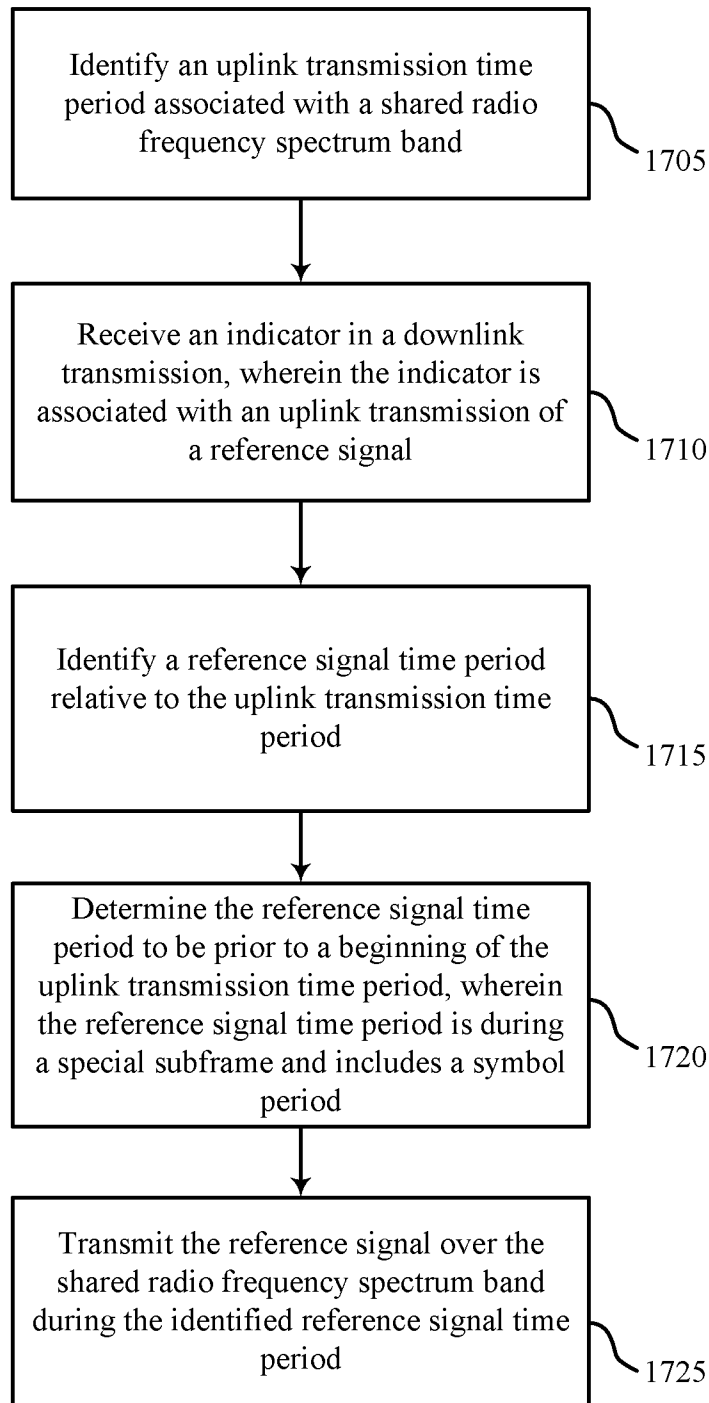 Identify an uplink transmission time
period associated with a shared radio
frequency spectrum band
1705
Receive an indicator in a downlink
transmission, wherein the indicator is
associated with an uplink transmission of
a reference signal
1710
Identify a reference signal time period
relative to the uplink transmission time
period
1715
Determine the reference signal time
period to be prior to a beginning of the
uplink transmission time period, wherein
the reference signal time period is during
a special subframe and includes a symbol
period
1720
Transmit the reference signal over the
shared radio frequency spectrum band
during the identified reference signal time
period
1725